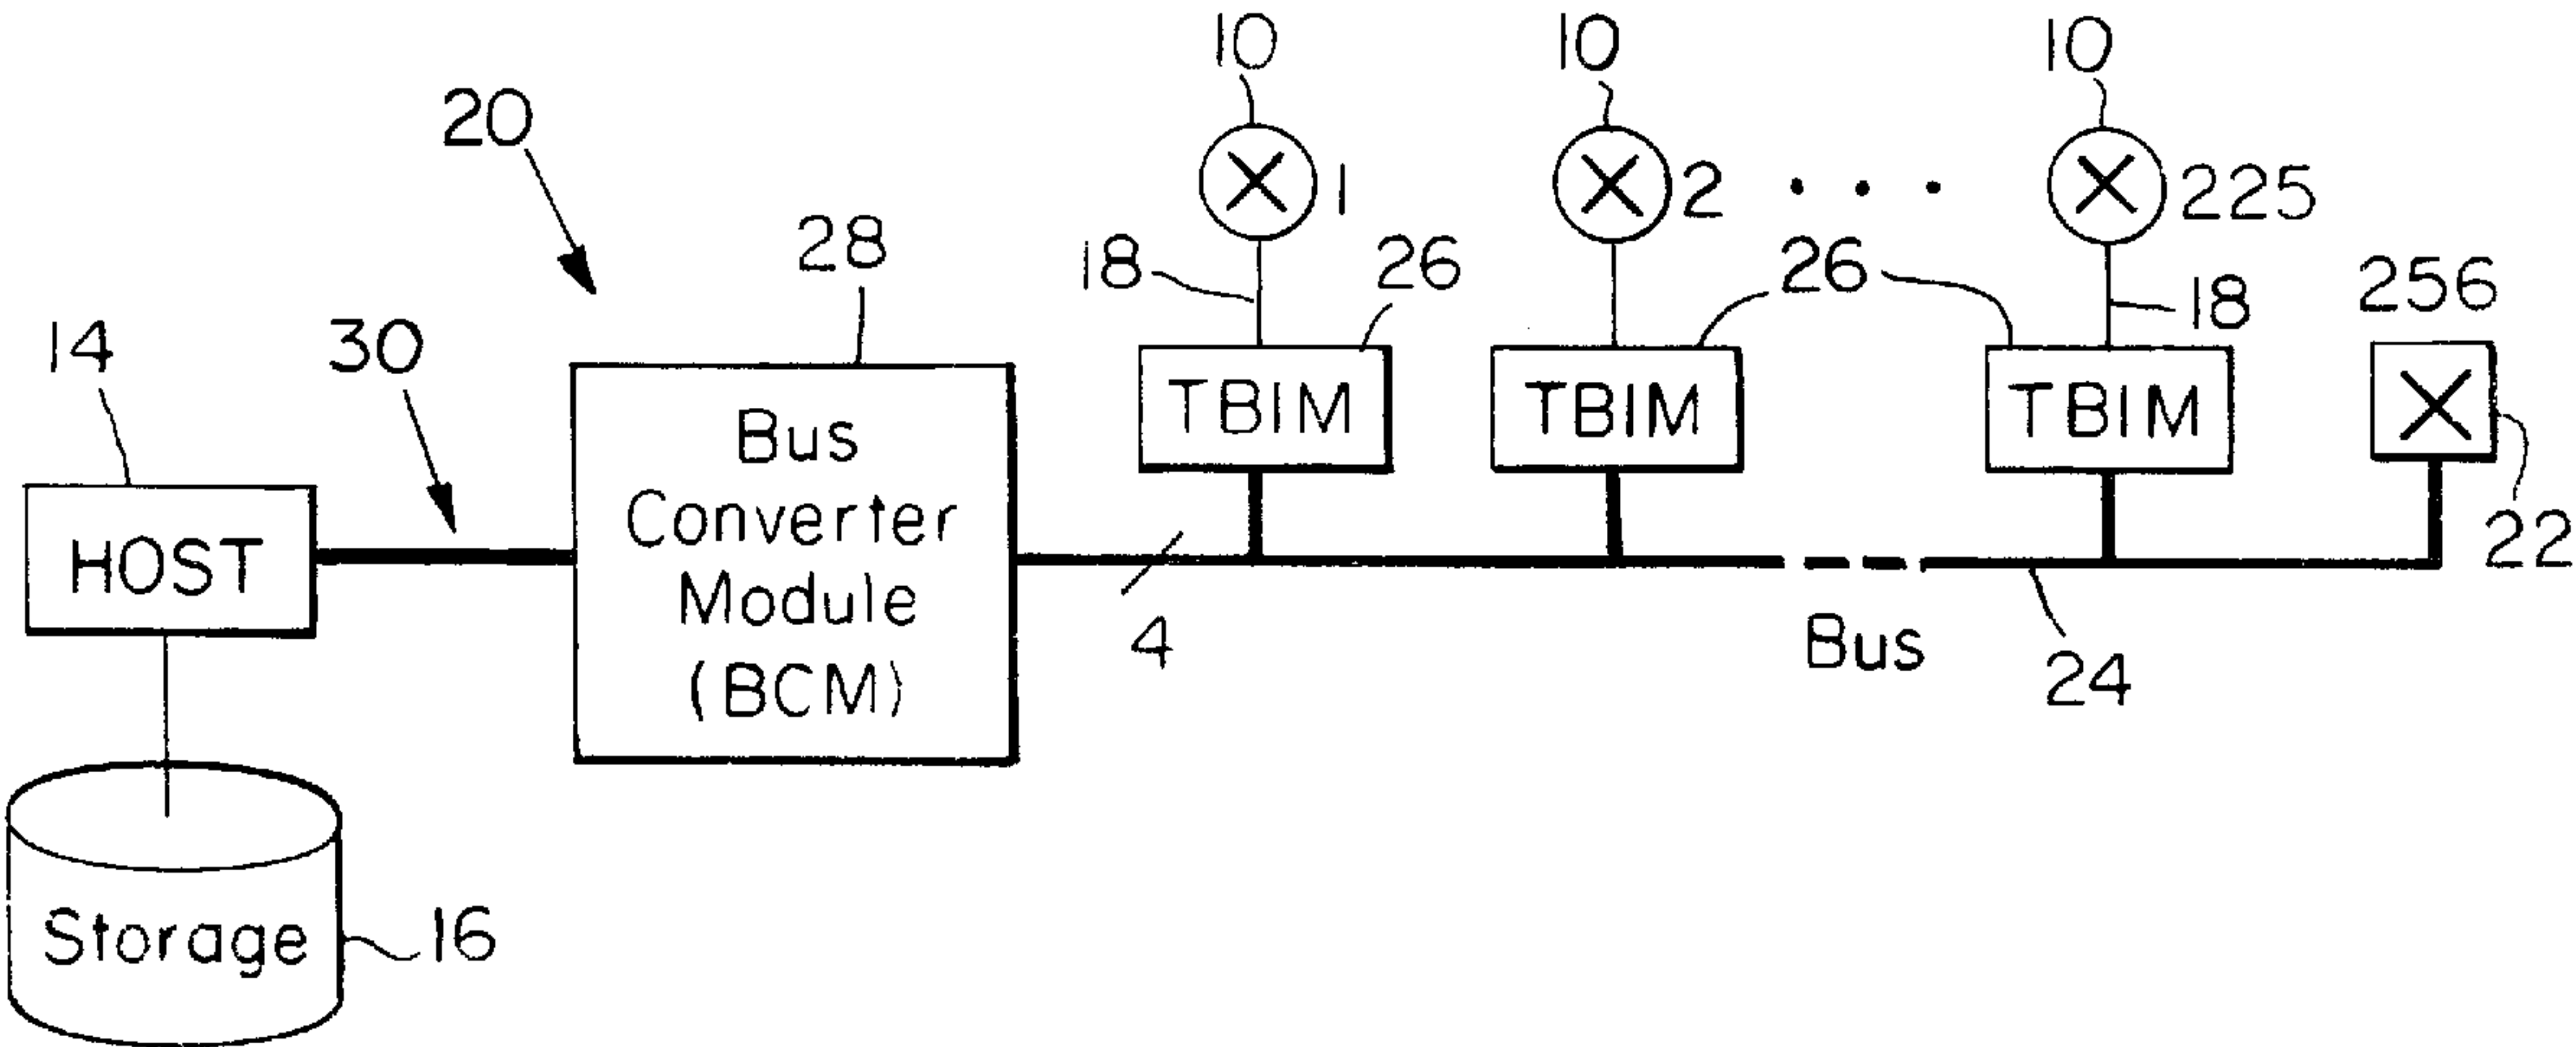 10
10
10
20
1
2
. . .
225
28
18
26
26
18
256
14
30
TBIM
TBIM
TBIM
Bus
Converter
Module
(BCM)
HOST
22
4
Bus
24
Storage
16